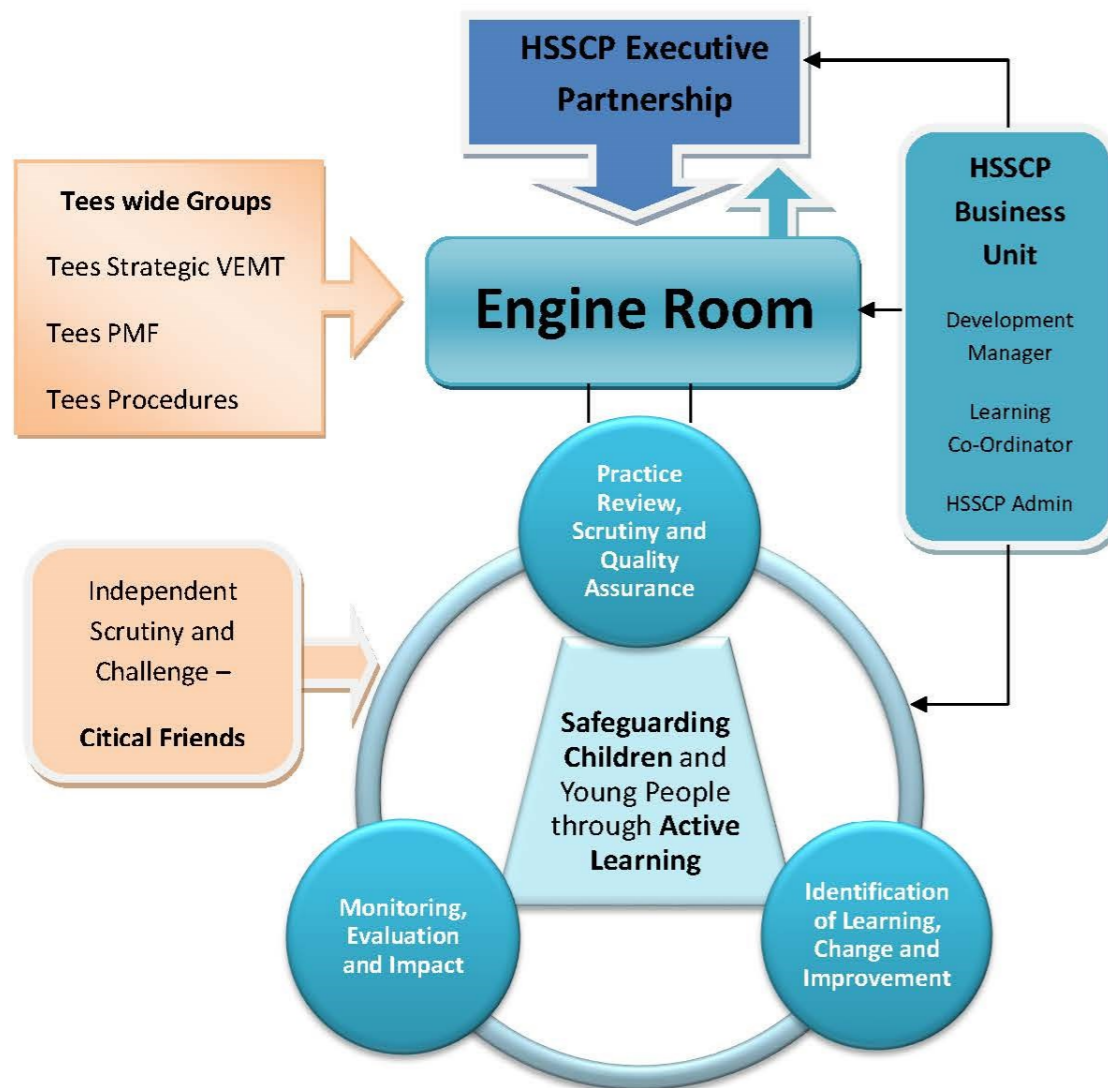 HSSCP Executive
Partnership
Tees wide Groups
Tees Strategic VEMT
Tees PMF
Tees Procedures
HSSCP
Business
Unit
Development
Manager
Learning
Co-Ordinator
HSSCP Admin
Engine Room
Practice
Review,
Scrutiny and
Quality
Assurance
Independent
Scrutiny and
Challenge –
Citical Friends
Safeguarding
Children and
Young People
through Active
Learning
Monitoring,
Evaluation
and Impact
Identification
of Learning,
Change and
Improvement